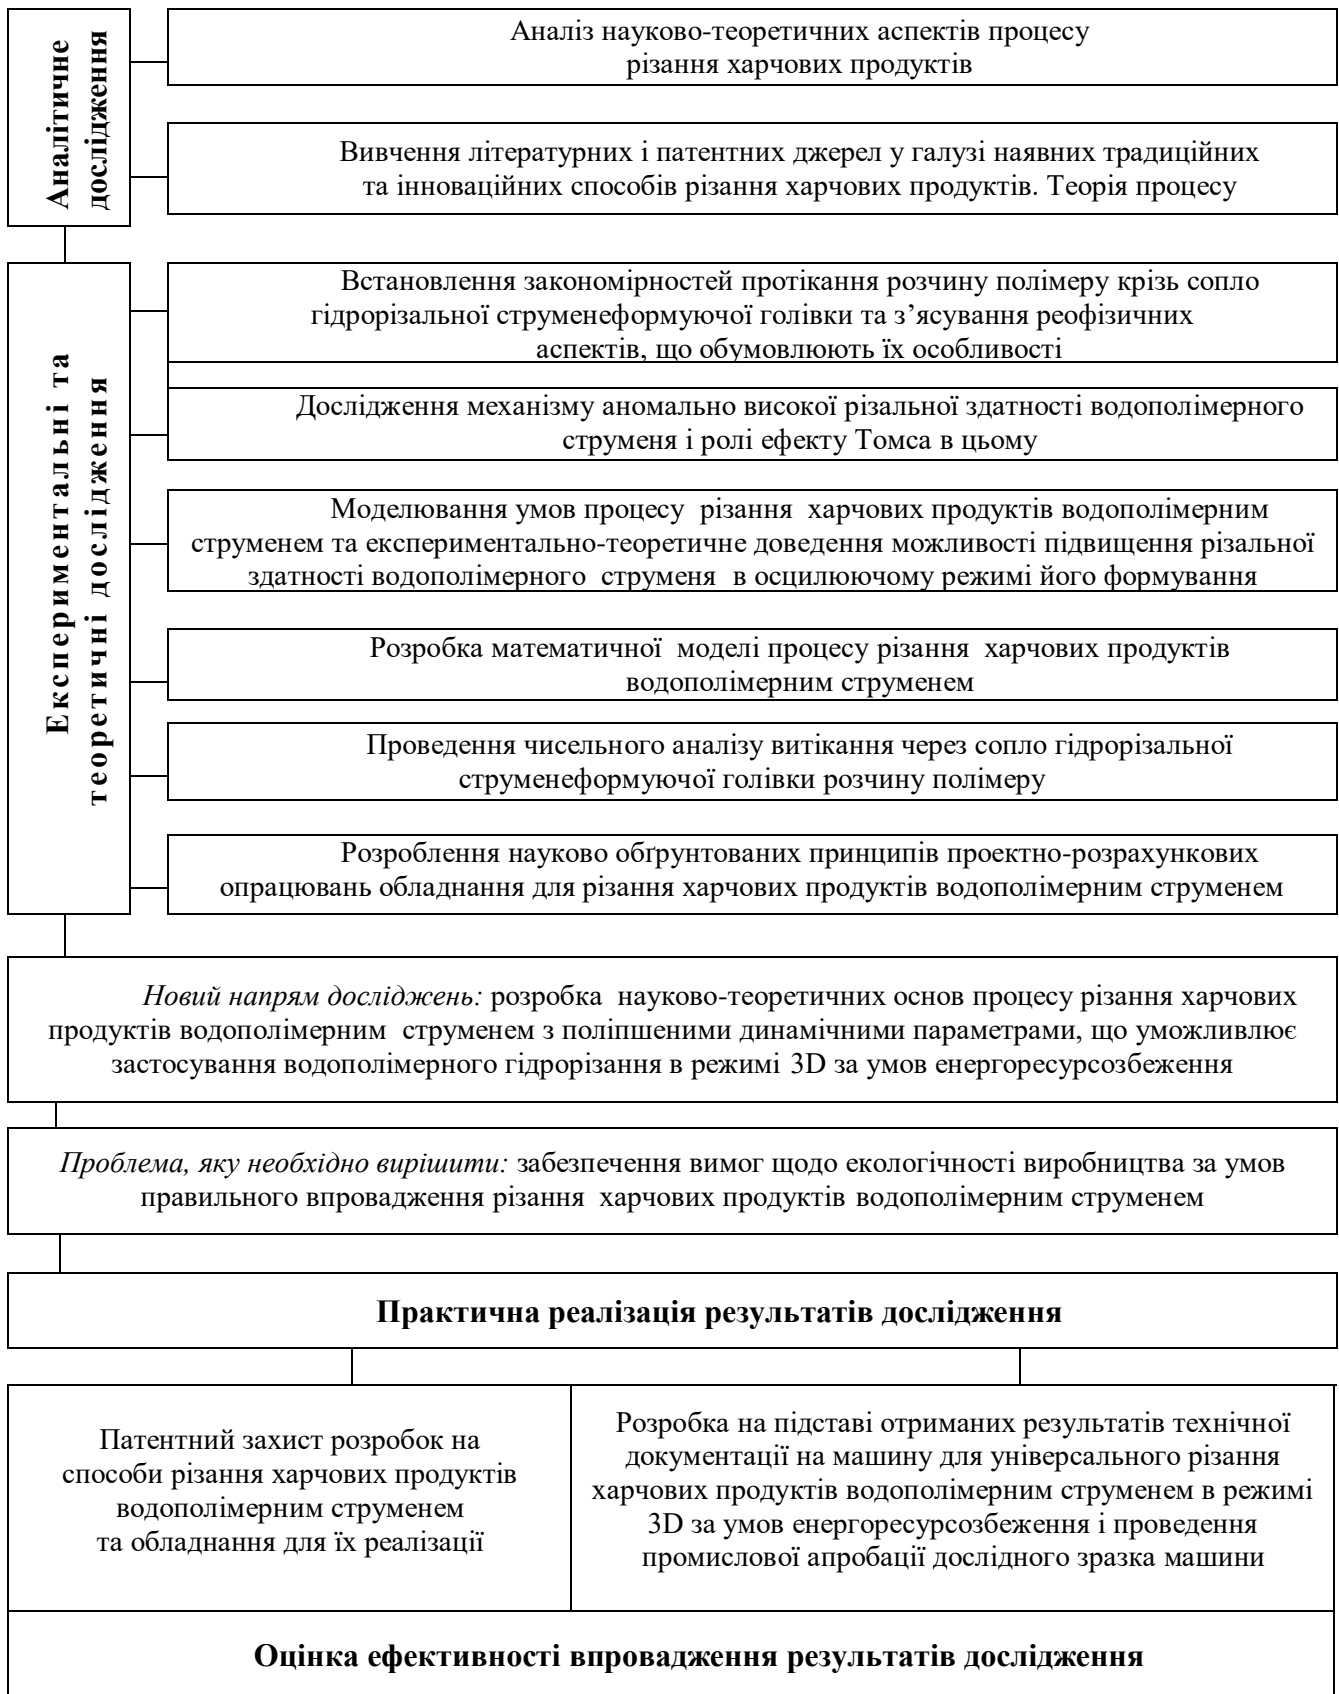 Аналітичне
дослідження
Аналіз науково-теоретичних аспектів процесу
різання харчових продуктів
Вивчення літературних і патентних джерел у галузі наявних традиційних
та інноваційних способів різання харчових продуктів. Теорія процесу
Експериментальні та
теоретичні дослідження
Встановлення закономірностей протікання розчину полімеру крізь сопло
гідрорізальної струменеформуючої голівки та з’ясування реофізичних
аспектів, що обумовлюють їх особливості
Дослідження механізму аномально високої різальної здатності водополімерного
струменя і ролі ефекту Томса в цьому
Моделювання умов процесу різання харчових продуктів водополімерним
струменем та експериментально-теоретичне доведення можливості підвищення різальної
здатності водополімерного струменя в осцилюючому режимі його формування
Розробка математичної моделі процесу різання харчових продуктів
водополімерним струменем
Проведення чисельного аналізу витікання через сопло гідрорізальної
струменеформуючої голівки розчину полімеру
Розроблення науково обґрунтованих принципів проектно-розрахункових
опрацювань обладнання для різання харчових продуктів водополімерним струменем
Новий напрям досліджень: розробка науково-теоретичних основ процесу різання харчових
продуктів водополімерним струменем з поліпшеними динамічними параметрами, що уможливлює
застосування водополімерного гідрорізання в режимі 3D за умов енергоресурсозбеження
Проблема, яку необхідно вирішити: забезпечення вимог щодо екологічності виробництва за умов
правильного впровадження різання харчових продуктів водополімерним струменем
Практична реалізація результатів дослідження
Патентний захист розробок на
способи різання харчових продуктів
водополімерним струменем
та обладнання для їх реалізації
Розробка на підставі отриманих результатів технічної
документації на машину для універсального різання
харчових продуктів водополімерним струменем в режимі
3D за умов енергоресурсозбеження і проведення
промислової апробації дослідного зразка машини
Оцінка ефективності впровадження результатів дослідження